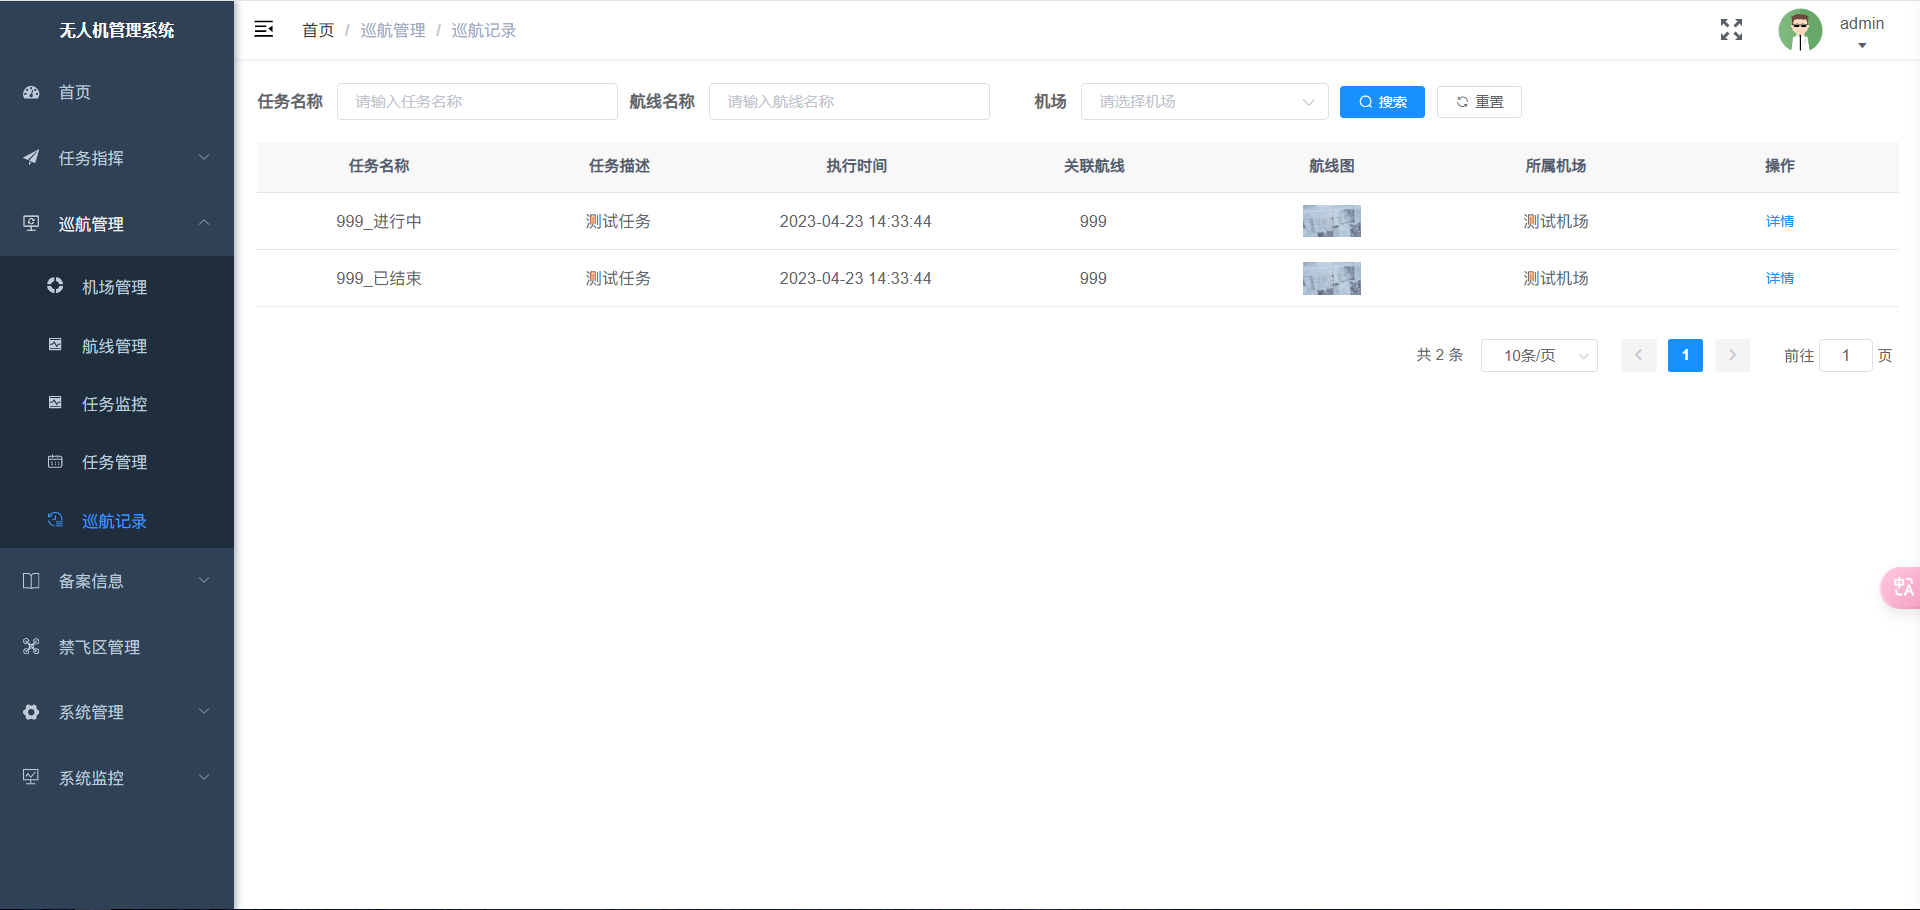 无人机管理系统
首页
任务指挥
巡航管理
机场管理
航线管理
任务监控
任务管理
巡航记录
备案信息
禁飞区管理
系统管理
系统监控
首页 / 巡航管理 / 巡航记录
admin
任务名称 请输入任务名称 航线名称 请输入航线名称 机场 请选择机场 搜索 重置
任务名称 任务描述 执行时间 关联航线 航线图 所属机场 操作
999_进行中 测试任务 2023-04-23 14:33:44 999 测试机场 详情
999_已结束 测试任务 2023-04-23 14:33:44 999 测试机场 详情
共 2 条 10条/页 1 前往 1 页
中A